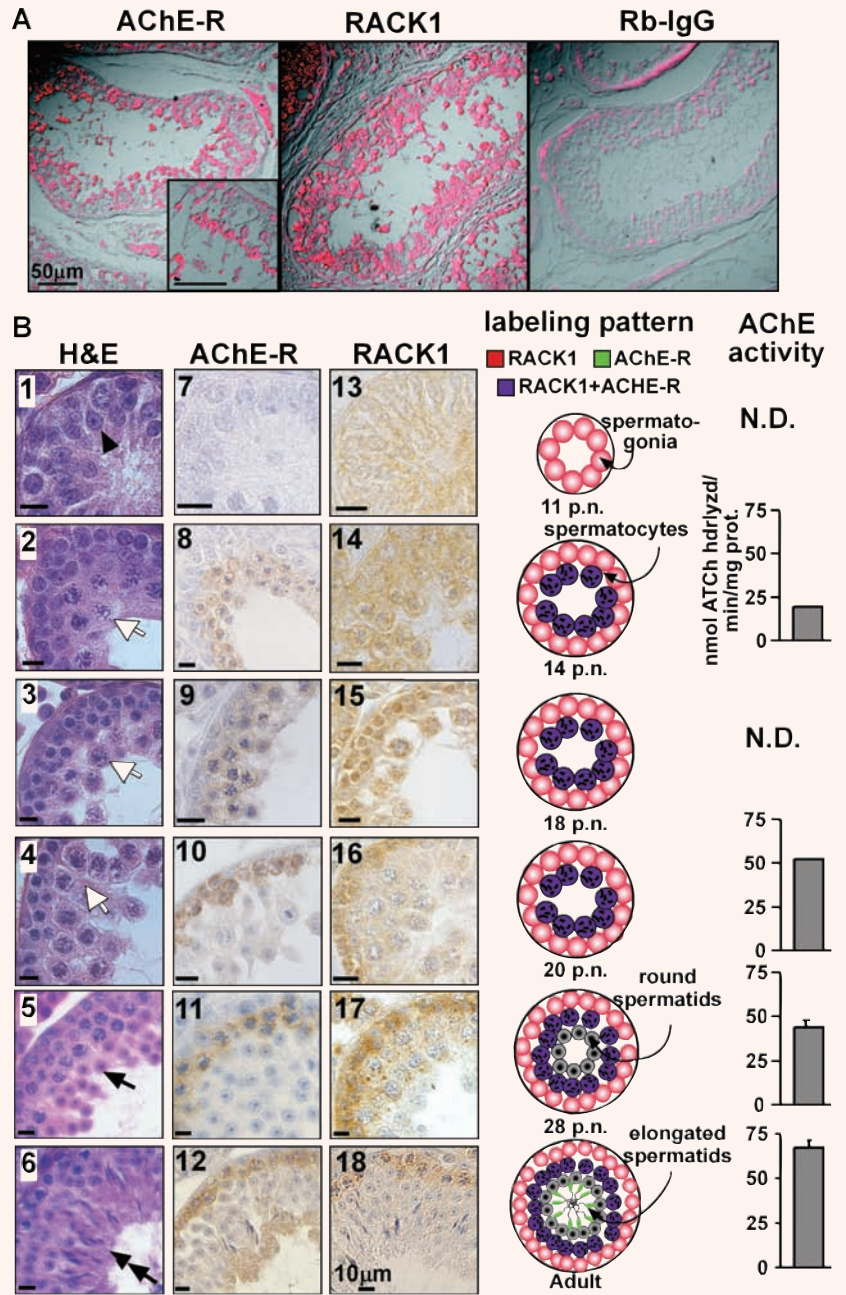 A
AChE-R
RACK1
Rb-IgG
50µm
B
labeling pattern
AChE
activity
H&E
AChE-R
RACK1
RACK1
AChE-R
RACK1+ACHE-R
1
7
13
spermato-
gonia
N.D.
11 p.n.
2
8
14
spermatocytes
14 p.n.
nmol ATCh hdrlyzd/
min/mg prot.
75
50
25
0
3
9
15
18 p.n.
N.D.
4
10
16
20 p.n.
75
50
25
0
5
11
17
round
spermatids
28 p.n.
75
50
25
0
6
12
18
10µm
elongated
spermatids
Adult
75
50
25
0